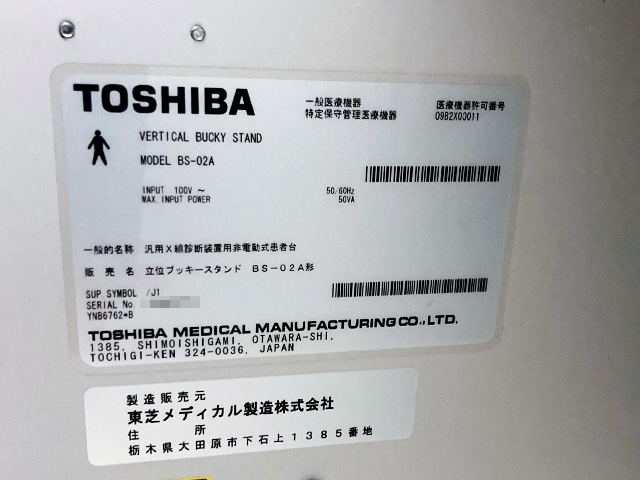 TOSHIBA
一般医療機器
特定保守管理医療機器
医療機器許可番号
09B2X00011
VERTICAL BUCKY STAND
MODEL BS-02A
INPUT 100V ~ 50/60Hz
MAX. INPUT POWER 50VA
一般的名称 汎用X線診断装置用非電動式患者台
販売名 立位ブッキースタンド BS-02A形
SUP. SYMBOL /J1
SERIAL No.
YNB6762*B
TOSHIBA MEDICAL MANUFACTURING CO., LTD.
1385, SHIMOISHIGAMI, OTAWARA-SHI,
TOCHIGI-KEN 324-0036, JAPAN
製造販売元
東芝メディカル製造株式会社
住所
栃木県大田原市下石上1385番地